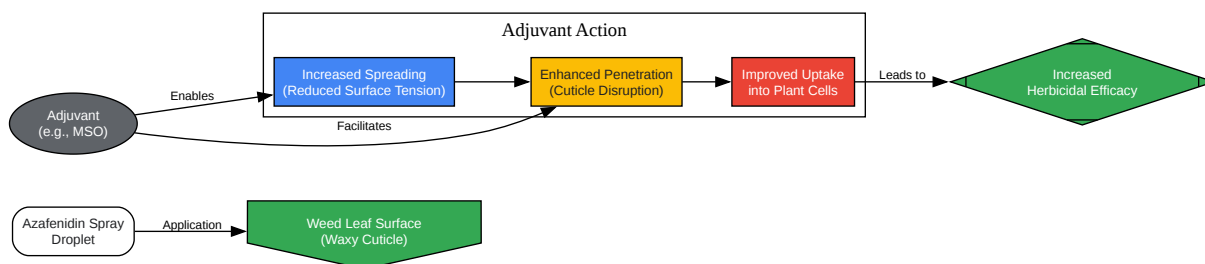 Adjuvant Action
Increased Spreading
(Reduced Surface Tension)
Enhanced Penetration
(Cuticle Disruption)
Improved Uptake
into Plant Cells
Leads to
Increased
Herbicidal Efficacy
Enables
Adjuvant
(e.g., MSO)
Facilitates
Azafenidin Spray
Droplet
Application
Weed Leaf Surface
(Waxy Cuticle)